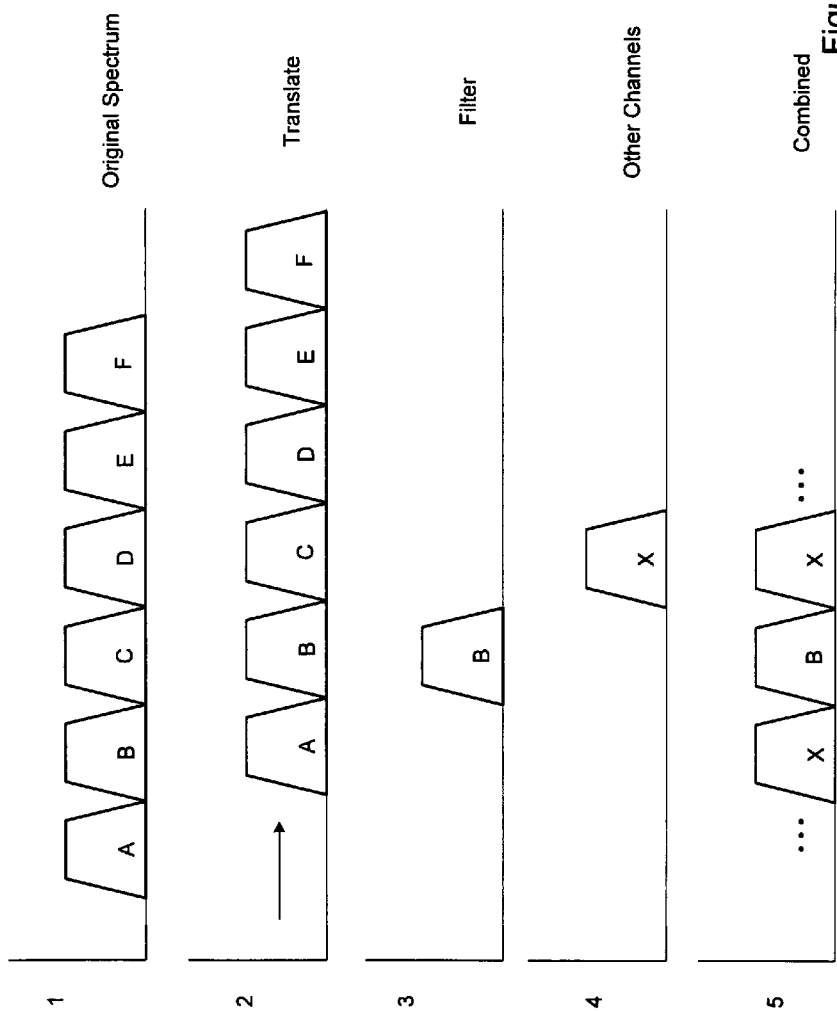 1
A
B
C
D
E
F
Original Spectrum
2
A
B
C
D
E
F
Translate
3
B
Filter
4
X
Other Channels
5
...
X
B
X
...
Combined